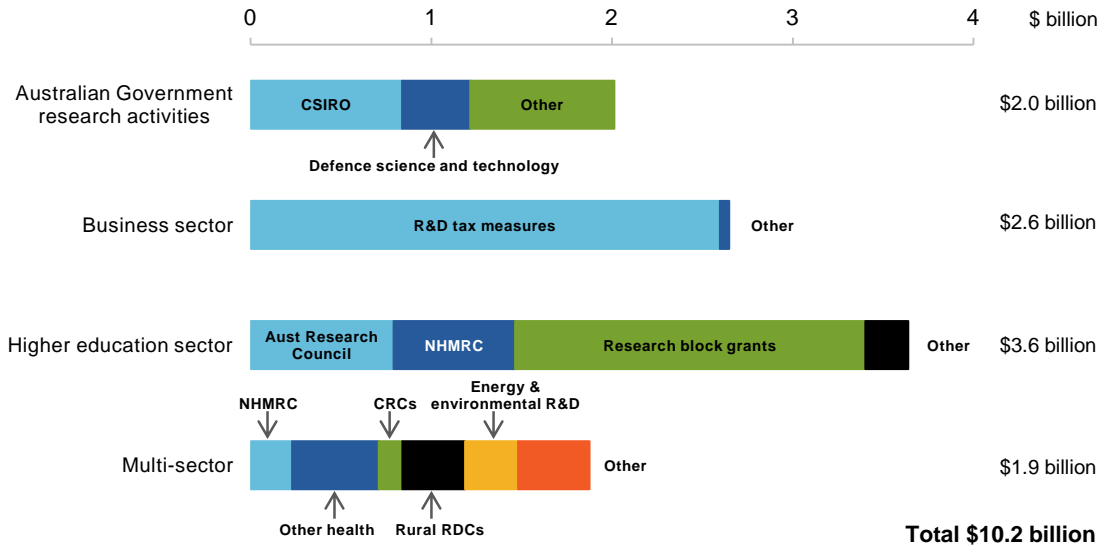 0 1 2 3 4 $ billion
Australian Government
research activities
CSIRO
Other
$2.0 billion
Defence science and technology
Business sector
R&D tax measures
Other
$2.6 billion
Higher education sector
Aust Research
Council
NHMRC
Research block grants
Other
$3.6 billion
NHMRC
CRCs
Energy &
environmental R&D
Multi-sector
Other
$1.9 billion
Other health
Rural RDCs
Total $10.2 billion